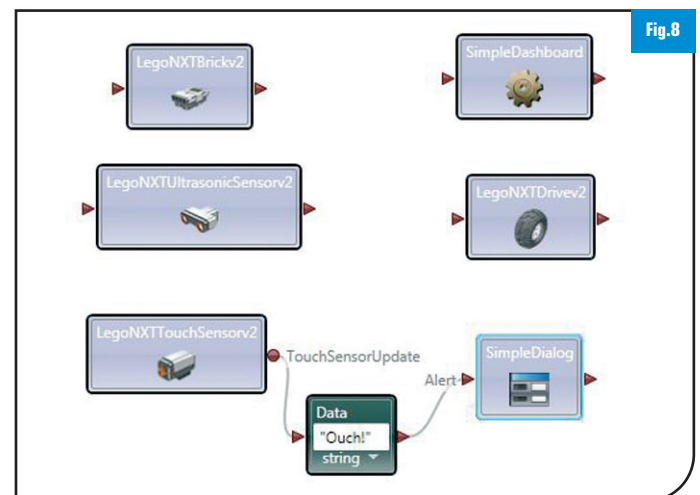 Fig.8
LegoNXTBrickv2
SimpleDashboard
LegoNXTUltrasonicSensorv2
LegoNXTDrivev2
LegoNXTTouchSensorv2
TouchSensorUpdate
SimpleDialog
Alert
Data
"Ouch!"
string